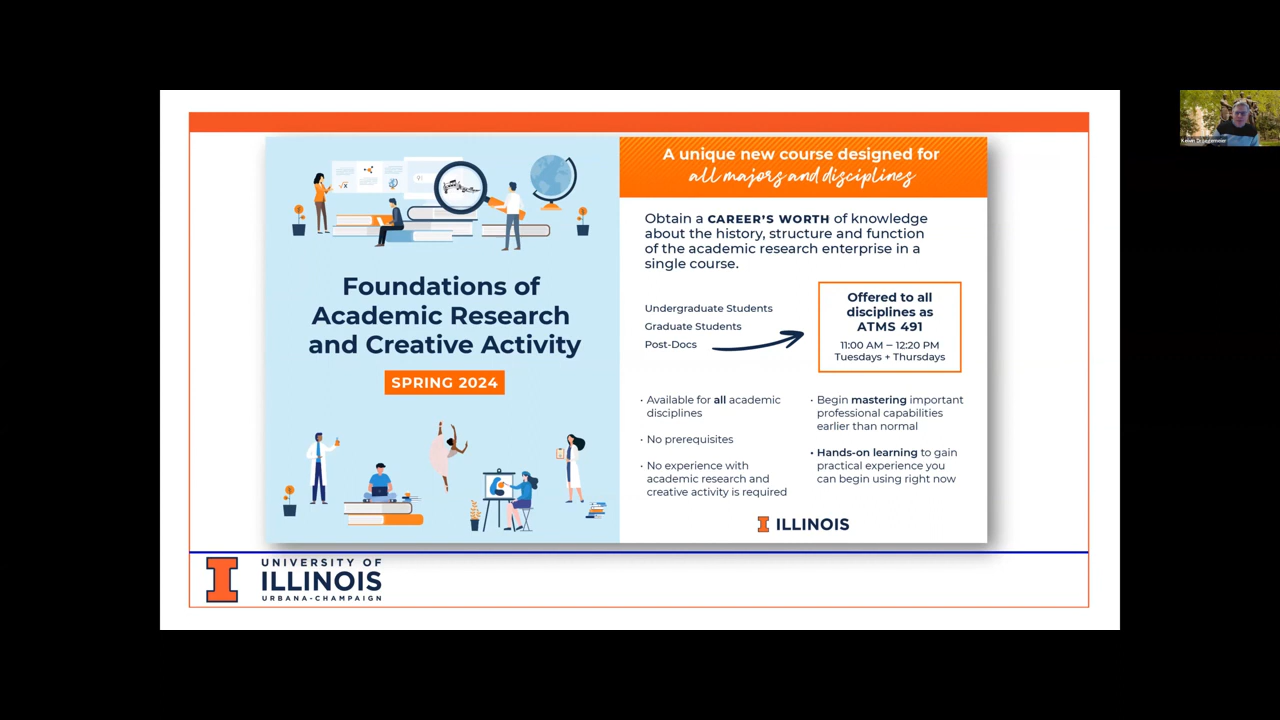 Foundations of
Academic Research
and Creative Activity
SPRING 2024
A unique new course designed for
all majors and disciplines
Obtain a CAREER'S WORTH of knowledge
about the history, structure and function
of the academic research enterprise in a
single course.
Undergraduate Students
Graduate Students
Post-Docs
Offered to all
disciplines as
ATMS 491
11:00 AM – 12:20 PM
Tuesdays + Thursdays
• Available for all academic
disciplines
• No prerequisites
• No experience with
academic research and
creative activity is required
• Begin mastering important
professional capabilities
earlier than normal
• Hands-on learning to gain
practical experience you
can begin using right now
ILLINOIS
UNIVERSITY OF
ILLINOIS
URBANA-CHAMPAIGN
Kelvin Droegemeier